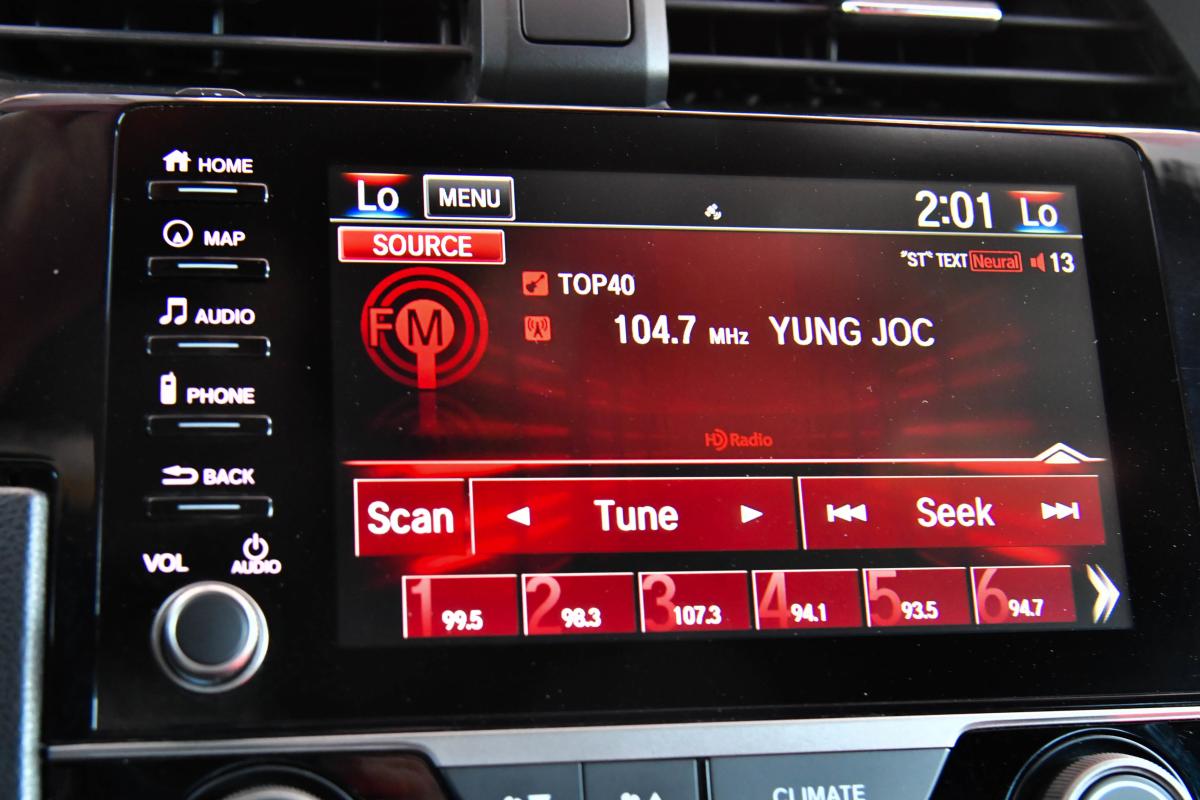 HOME
MAP
AUDIO
PHONE
BACK
VOL
AUDIO
Lo MENU 2:01 Lo
SOURCE
"ST" TEXT Neural 13
FM
TOP40
104.7 MHz YUNG JOC
HD Radio
Scan Tune Seek
1 99.5 2 98.3 3 107.3 4 94.1 5 93.5 6 94.7
CLIMATE